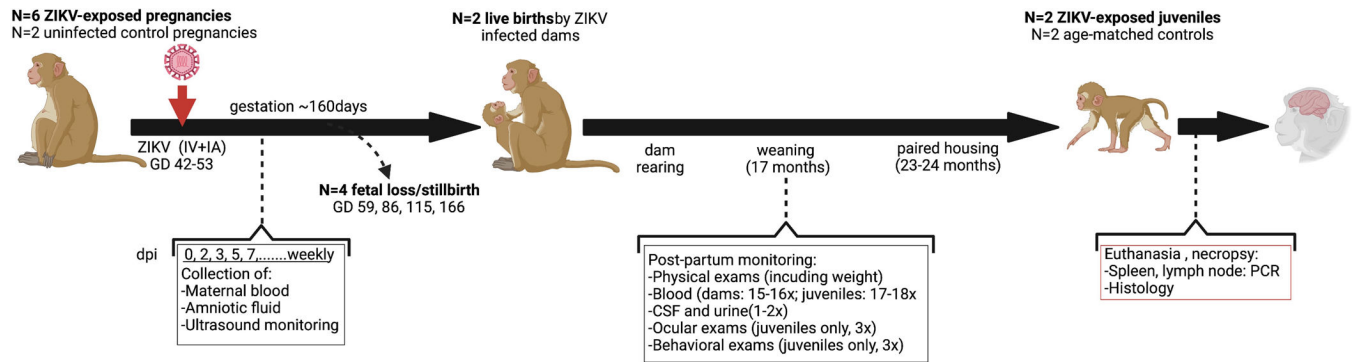 N=6 ZIKV-exposed pregnancies
N=2 uninfected control pregnancies
N=2 live births by ZIKV
infected dams
N=2 ZIKV-exposed juveniles
N=2 age-matched controls
gestation ~160days
ZIKV (IV+IA)
GD 42-53
N=4 fetal loss/stillbirth
GD 59, 86, 115, 166
dam
rearing
weaning
(17 months)
paired housing
(23-24 months)
dpi
0, 2, 3, 5, 7,.......weekly
Collection of:
-Maternal blood
-Amniotic fluid
-Ultrasound monitoring
Post-partum monitoring:
-Physical exams (incuding weight)
-Blood (dams: 15-16x; juveniles: 17-18x
-CSF and urine(1-2x)
-Ocular exams (juveniles only, 3x)
-Behavioral exams (juveniles only, 3x)
Euthanasia , necropsy:
-Spleen, lymph node: PCR
-Histology